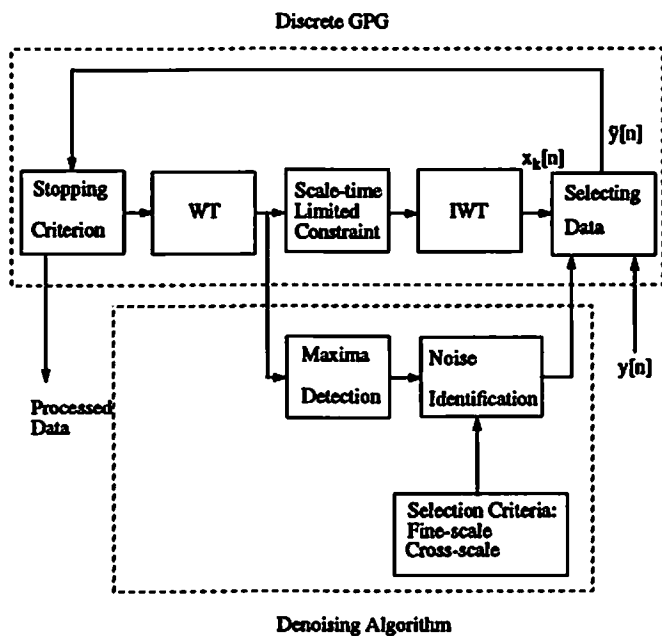 Discrete GPG
ỹ[n]
x_k[n]
Stopping
Criterion
WT
Scale-time
Limited
Constraint
IWT
Selecting
Data
Maxima
Detection
Noise
Identification
y[n]
Processed
Data
Selection Criteria:
Fine-scale
Cross-scale
Denoising Algorithm